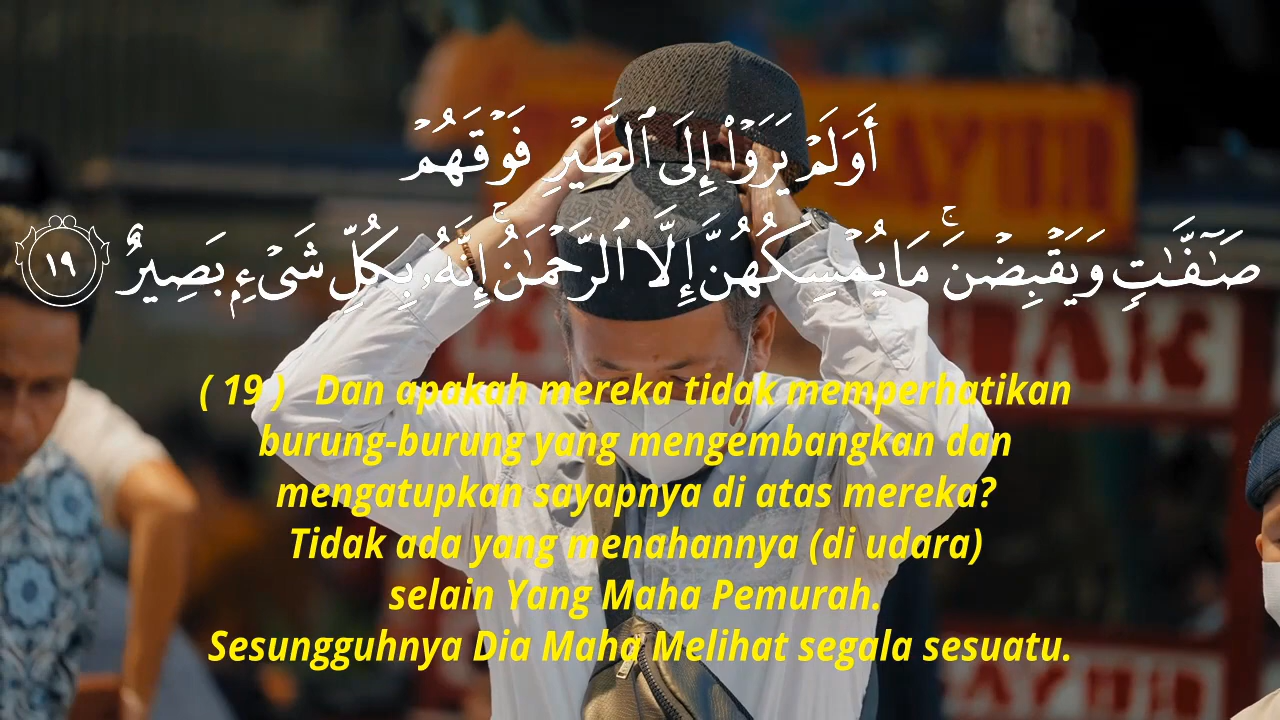 أَوَلَمْ يَرَوْا۟ إِلَى ٱلطَّيْرِ فَوْقَهُمْ
صَـٰٓفَّـٰتٍ وَيَقْبِضْنَ ۚ مَا يُمْسِكُهُنَّ إِلَّا ٱلرَّحْمَـٰنُ ۚ إِنَّهُۥ بِكُلِّ شَىْءٍۭ بَصِيرٌ ١٩
( 19 ) Dan apakah mereka tidak memperhatikan
burung-burung yang mengembangkan dan
mengatupkan sayapnya di atas mereka?
Tidak ada yang menahannya (di udara)
selain Yang Maha Pemurah.
Sesungguhnya Dia Maha Melihat segala sesuatu.